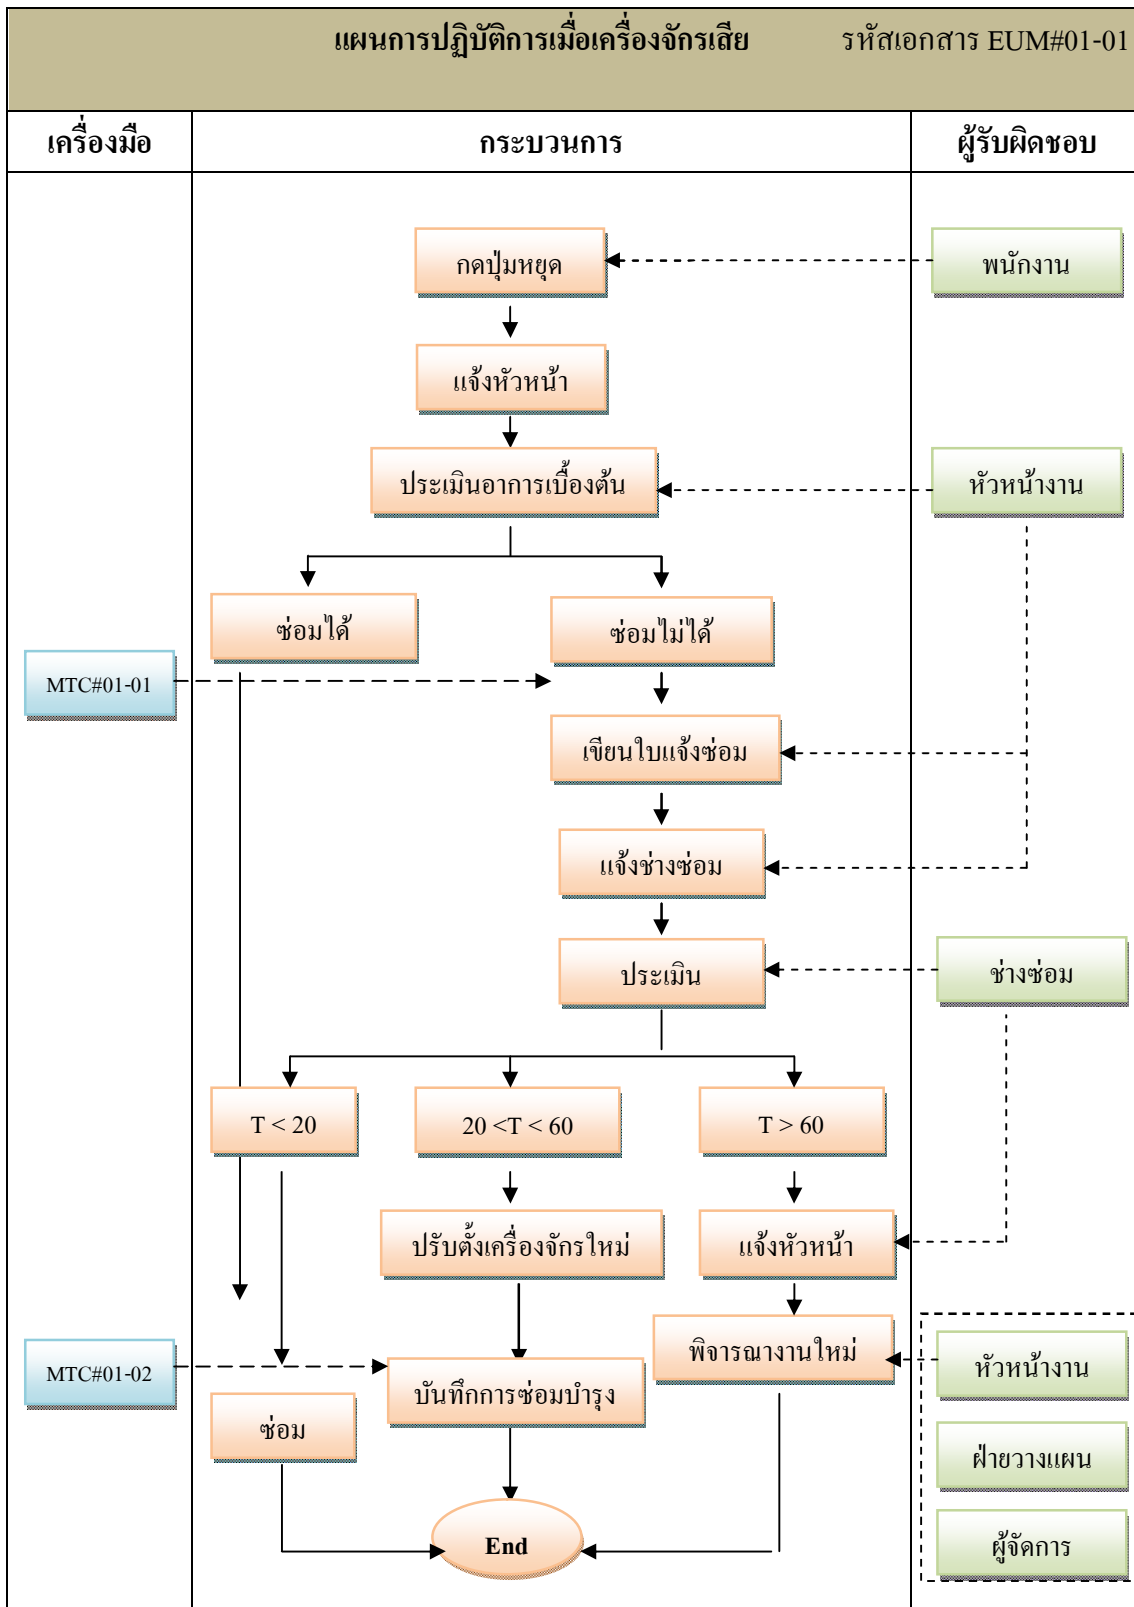 แผนการปฏิบัติการเมื่อเครื่องจักรเสีย รหัสเอกสาร EUM#01-01
เครื่องมือ กระบวนการ ผู้รับผิดชอบ
กดปุ่มหยุด พนักงาน
แจ้งหัวหน้า
ประเมินอาการเบื้องต้น หัวหน้างาน
ซ่อมได้ ซ่อมไม่ได้
MTC#01-01
เขียนใบแจ้งซ่อม
แจ้งช่างซ่อม
ประเมิน ช่างซ่อม
T < 20 20 <T < 60 T > 60
ปรับตั้งเครื่องจักรใหม่ แจ้งหัวหน้า
พิจารณางานใหม่ หัวหน้างาน
MTC#01-02
บันทึกการซ่อมบำรุง
ซ่อม ฝ่ายวางแผน
End ผู้จัดการ